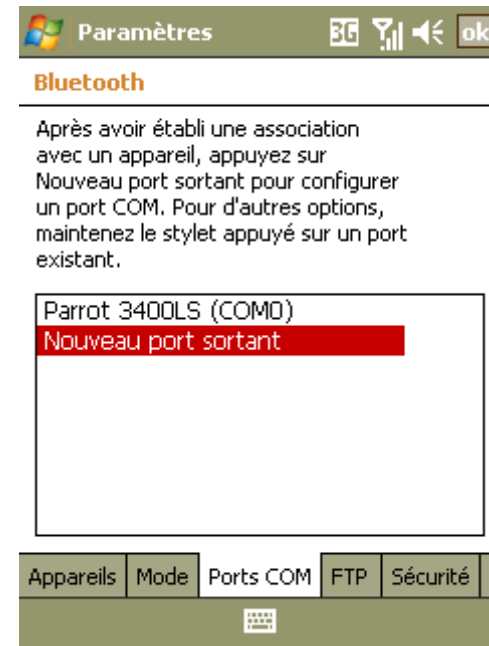 Paramètres 3G ok
Bluetooth
Après avoir établi une association
avec un appareil, appuyez sur
Nouveau port sortant pour configurer
un port COM. Pour d'autres options,
maintenez le stylet appuyé sur un port
existant.
Parrot 3400LS (COM0)
Nouveau port sortant
Appareils Mode Ports COM FTP Sécurité